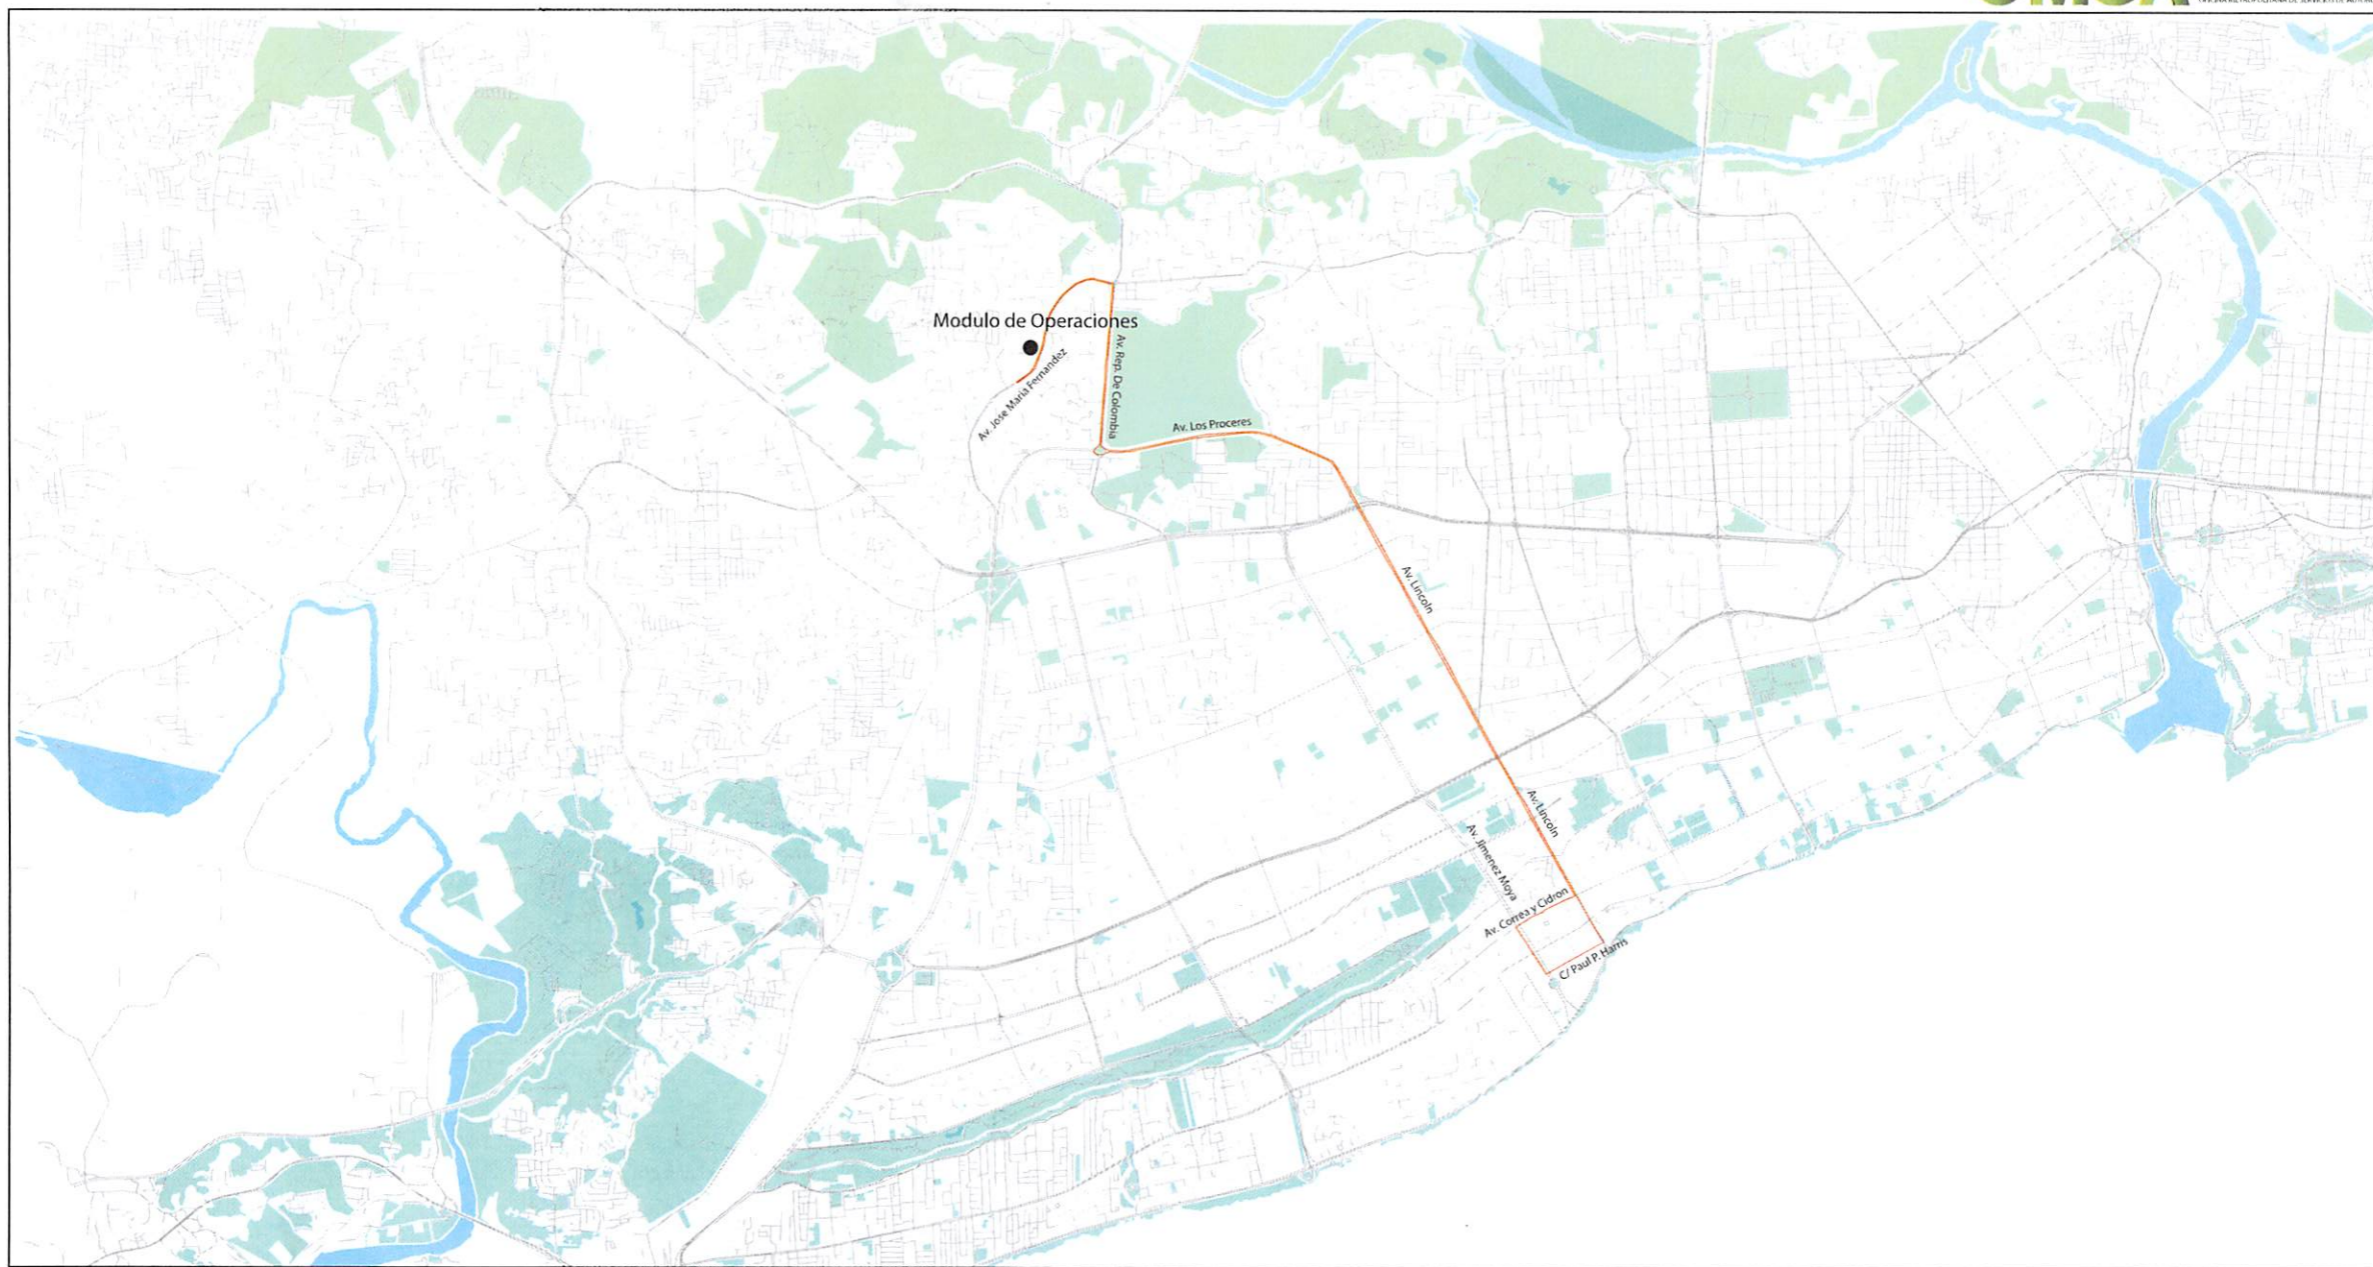 OMSA
Modulo de Operaciones
Av. Jose Maria Fernandez
Av. Rep. De Colombia
Av. Los Proceres
Av. Lincoln
Av. Lincoln
Av. Jimenez Moya
Av. Correa y Cidron
C/ Paul P. Harris